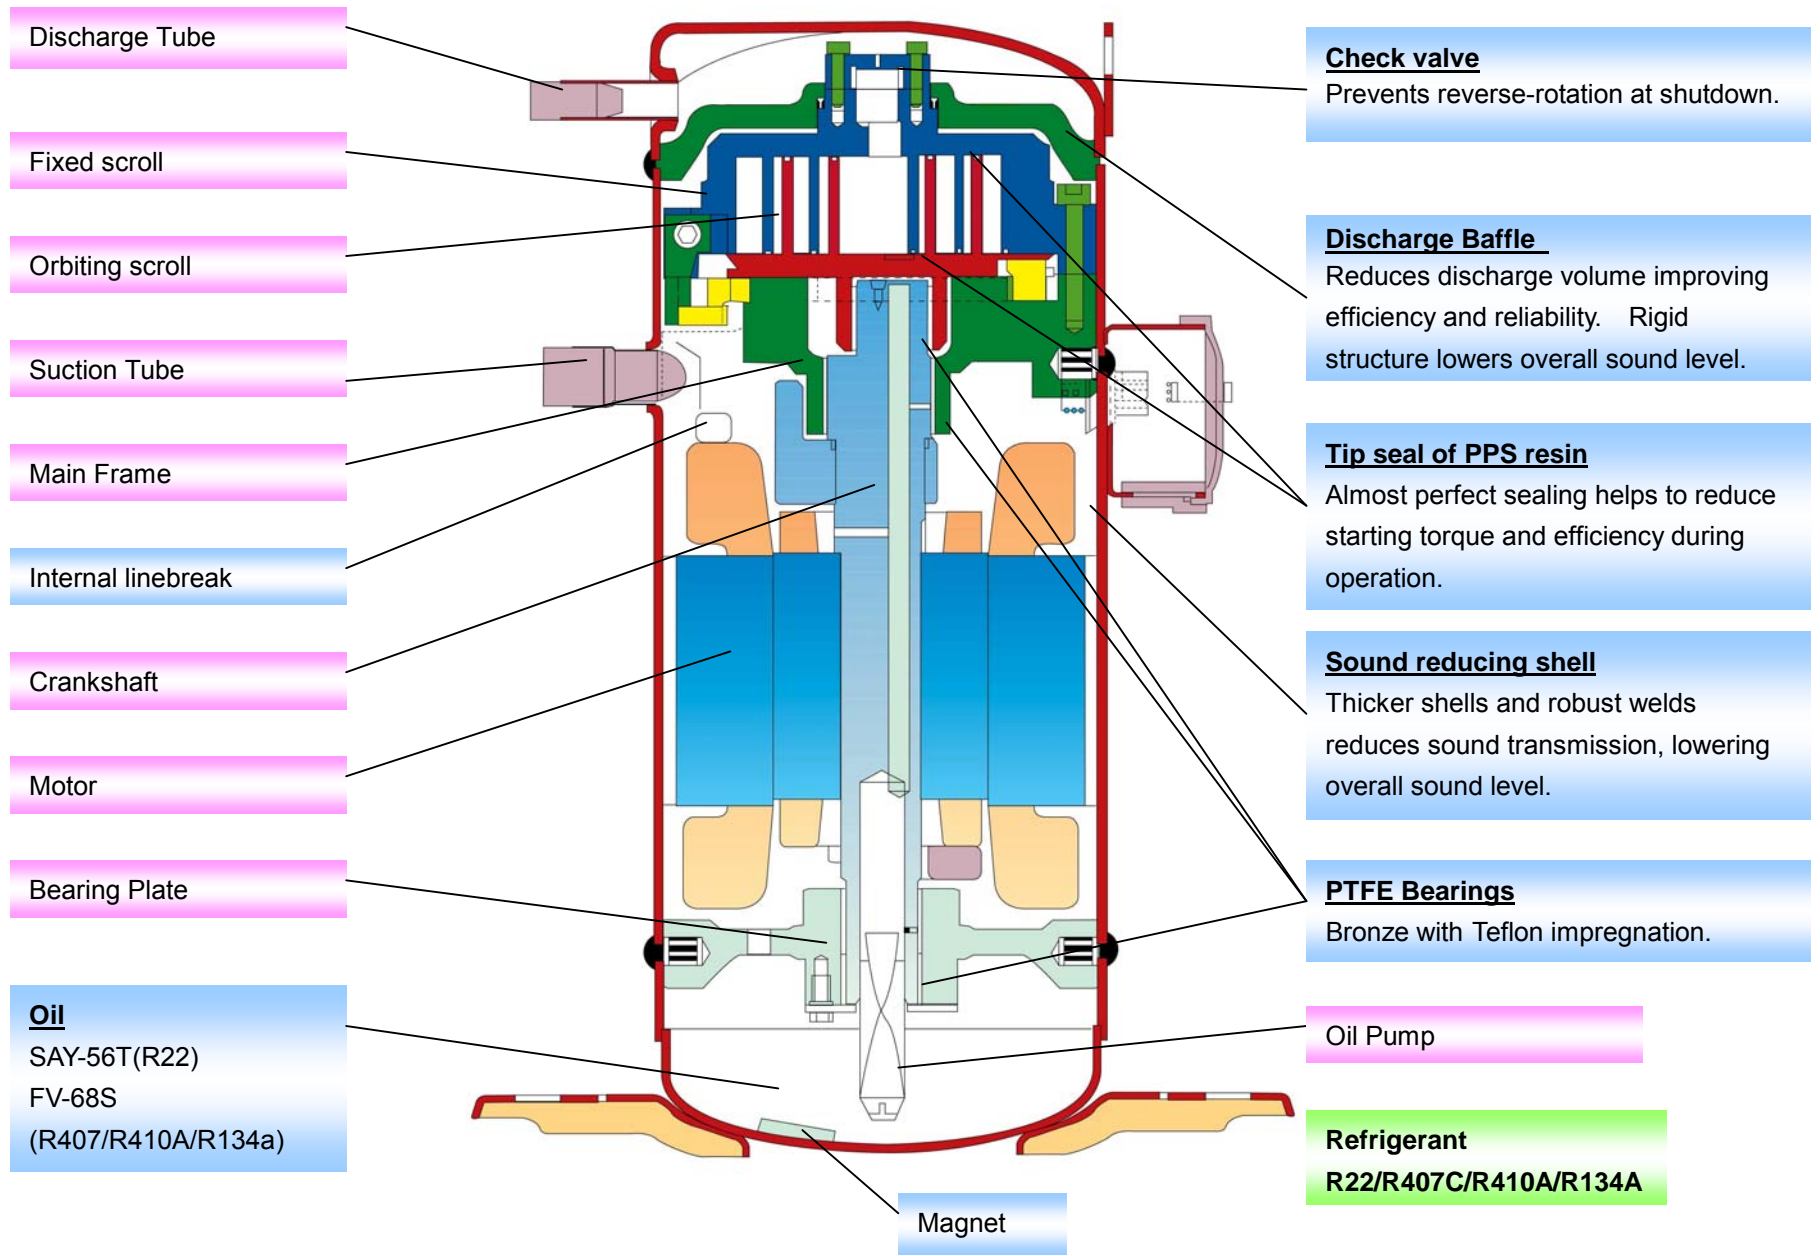 Discharge Tube
Fixed scroll
Orbiting scroll
Suction Tube
Main Frame
Internal linebreak
Crankshaft
Motor
Bearing Plate
Oil
SAY-56T(R22)
FV-68S
(R407/R410A/R134a)
Check valve
Prevents reverse-rotation at shutdown.
Discharge Baffle
Reduces discharge volume improving
efficiency and reliability. Rigid
structure lowers overall sound level.
Tip seal of PPS resin
Almost perfect sealing helps to reduce
starting torque and efficiency during
operation.
Sound reducing shell
Thicker shells and robust welds
reduces sound transmission, lowering
overall sound level.
PTFE Bearings
Bronze with Teflon impregnation.
Oil Pump
Refrigerant
R22/R407C/R410A/R134A
Magnet